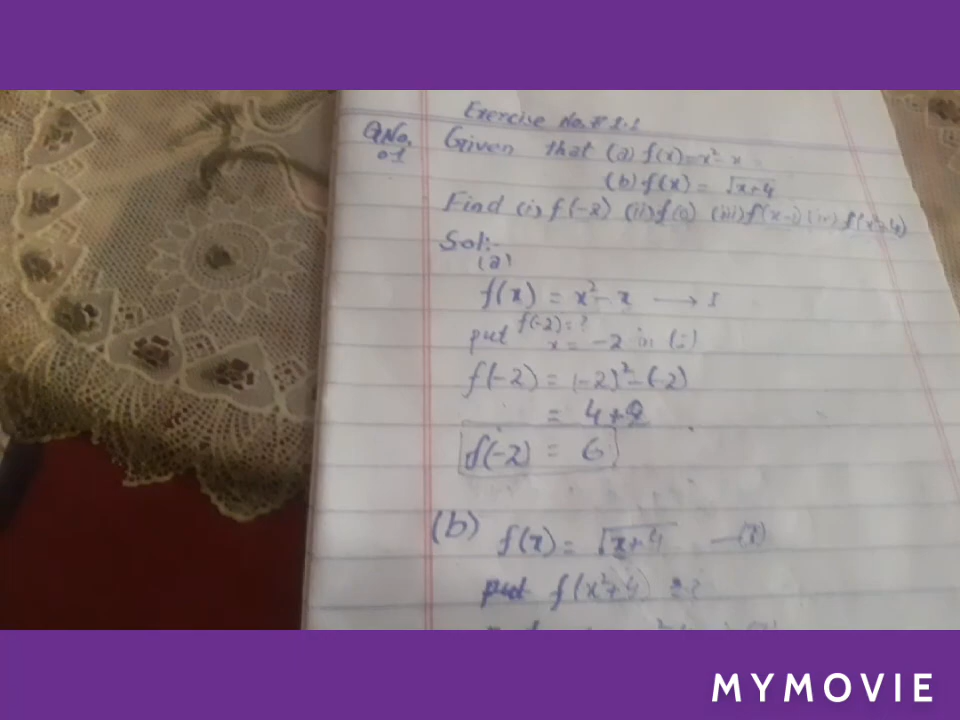 Exercise No. # 1.1
Q No. 01 Given that (a) f(x) = x² - x
(b) f(x) = √x+4
Find (i) f(-2) (ii) f(0) (iii) f(x-1) (iv) f(x²+4)
Sol:-
(a)
f(x) = x² - x → I
f(-2) = ?
put x = -2 in (i)
f(-2) = (-2)² - (-2)
= 4+2
f(-2) = 6
(b) f(x) = √x+4 —(i)
put f(x²+4) = ?
MYMOVIE